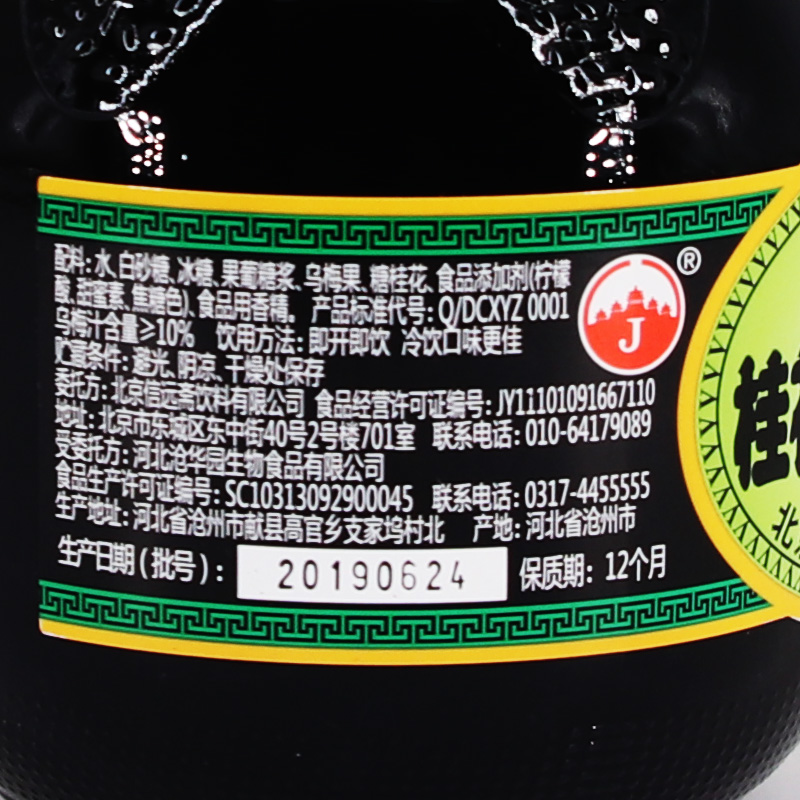 配料:水、白砂糖、冰糖、果葡糖浆、乌梅果、糖桂花、食品添加剂(柠檬
酸、甜蜜素、焦糖色)、食品用香精。 产品标准代号: Q/DCXYZ 0001
乌梅汁含量≥10% 饮用方法: 即开即饮 冷饮口味更佳
贮藏条件: 避光、阴凉、干燥处保存
委托方: 北京信远斋饮料有限公司 食品经营许可证编号: JY11101091667110
地址: 北京市东城区东中街40号2号楼701室 联系电话: 010-64179089
受委托方: 河北沧华园生物食品有限公司
食品生产许可证编号: SC10313092900045 联系电话: 0317-4455555
生产地址: 河北省沧州市献县高官乡支家坞村北 产地: 河北省沧州市
生产日期 (批号) : 20190624 保质期: 12个月
J
®
桂
北